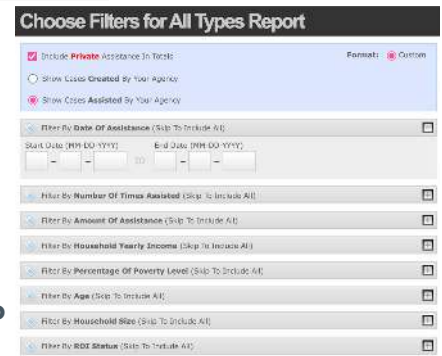 Choose Filters for All Types Report
Include Private Assistance In Totals
Format: Custom
Show Cases Created By Your Agency
Show Cases Assisted By Your Agency
Filter By Date Of Assistance (Skip To Include All)
Start Date (MM-DD-YYYY) End Date (MM-DD-YYYY)
- - TO - -
Filter By Number Of Times Assisted (Skip To Include All)
Filter By Amount Of Assistance (Skip To Include All)
Filter By Household Yearly Income (Skip To Include All)
Filter By Percentage Of Poverty Level (Skip To Include All)
Filter By Age (Skip To Include All)
Filter By Household Size (Skip To Include All)
Filter By ROI Status (Skip To Include All)